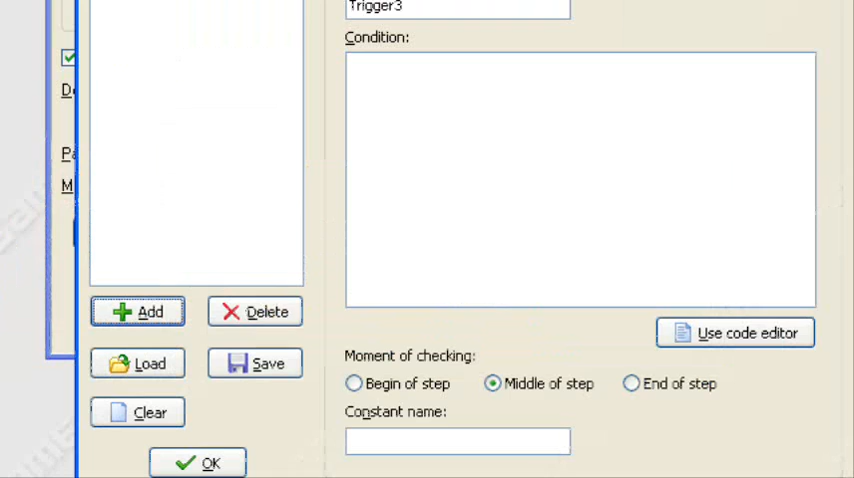 Trigger3
Condition:
Add
Delete
Use code editor
Load
Save
Moment of checking:
Begin of step
Middle of step
End of step
Clear
Constant name:
OK